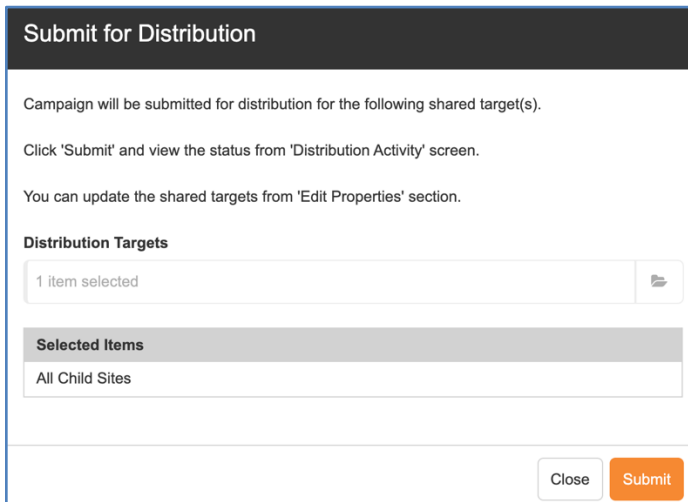 Submit for Distribution
Campaign will be submitted for distribution for the following shared target(s).
Click 'Submit' and view the status from 'Distribution Activity' screen.
You can update the shared targets from 'Edit Properties' section.
Distribution Targets
1 item selected
Selected Items
All Child Sites
Close Submit